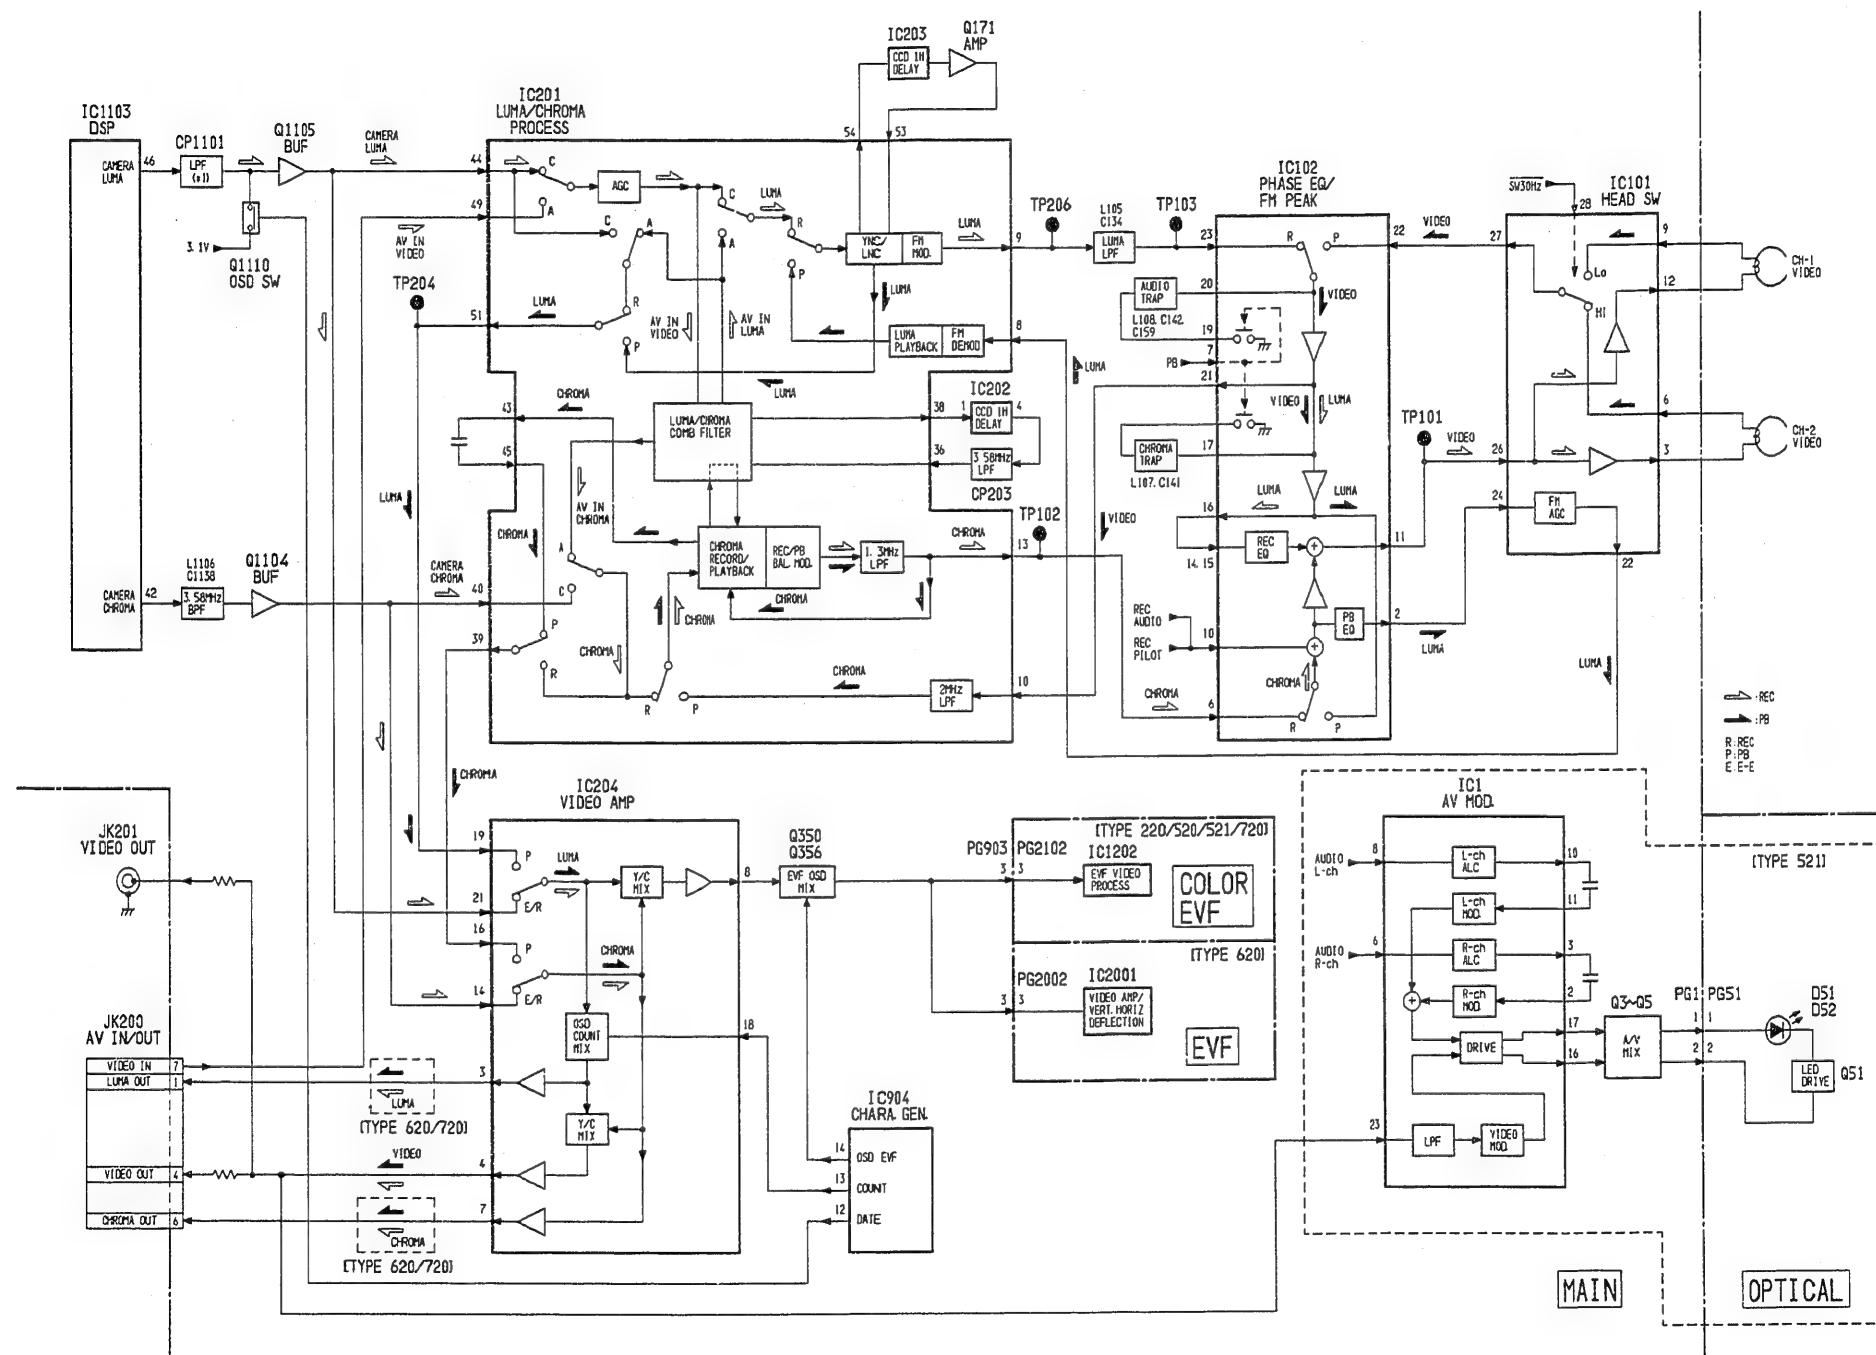 IC1103
DSP
CAMERA
LUMA
46
CP1101
LPF
Q1105
BUF
CAMERA
LUMA
3.1V
Q1110
OSD SW
AV IN
VIDEO
TP204
CAMERA
CHROMA
42
L1106
C1138
3.58MHz
BPF
Q1104
BUF
CAMERA
CHROMA
LUMA
CHROMA
IC201
LUMA/CHROMA
PROCESS
44
49
51
43
45
40
39
C
A
AGC
C
A
C
A
LUMA
R
P
R
P
LUMA
AV IN
VIDEO
AV IN
LUMA
YNC/
LNC
FM
MOD.
LUMA
LUMA
PLAYBACK
FM
DEMOD
LUMA
LUMA
CHROMA
LUMA/CHROMA
COMB FILTER
AV IN
CHROMA
CHROMA
RECORD/
PLAYBACK
REC/PB
BAL. MOD.
1.3MHz
LPF
CHROMA
CHROMA
CHROMA
A
C
P
R
CHROMA
R
P
CHROMA
2MHz
LPF
IC203
CCD 1H
DELAY
Q171
AMP
54
53
9
8
38
36
13
10
IC202
1
CCD 1H
DELAY
4
3.58MHz
LPF
CP203
TP102
TP206
L105
C134
LUMA
LPF
TP103
LUMA
VIDEO
CHROMA
IC102
PHASE EQ/
FM PEAK
23
20
19
7
21
17
16
14.15
10
6
22
11
2
AUDIO
TRAP
L108. C142.
C159
PB
CHROMA
TRAP
L107. C141
REC
AUDIO
REC
PILOT
R
P
VIDEO
VIDEO
LUMA
LUMA
LUMA
REC
EQ
PB
EQ
CHROMA
R
P
VIDEO
TP101
VIDEO
LUMA
SW30Hz
IC101
HEAD SW
28
27
26
24
9
12
6
3
22
Lo
Hi
FM
AGC
CH-1
VIDEO
CH-2
VIDEO
LUMA
:REC
:PB
R:REC
P:PB
E:E-E
CHROMA
JK201
VIDEO OUT
JK200
AV IN/OUT
VIDEO IN 7
LUMA OUT 1
VIDEO OUT 4
CHROMA OUT 6
LUMA
[TYPE 620/720]
VIDEO
CHROMA
[TYPE 620/720]
IC204
VIDEO AMP
19
21
16
14
3
4
7
8
18
P
E/R
P
E/R
LUMA
Y/C
MIX
CHROMA
OSD
COUNT
MIX
Y/C
MIX
Q350
Q356
EVF OSD
MIX
IC904
CHARA. GEN.
14 OSD EVF
13 COUNT
12 DATE
PG903
PG2102
3
3
[TYPE 220/520/521/720]
IC1202
EVF VIDEO
PROCESS
COLOR
EVF
[TYPE 620]
PG2002
3
3
IC2001
VIDEO AMP/
VERT. HORIZ
DEFLECTION
EVF
IC1
AV MOD.
AUDIO
L-ch
8
L-ch
ALC
10
L-ch
MOD.
11
AUDIO
R-ch
6
R-ch
ALC
3
R-ch
MOD.
2
DRIVE
17
16
23
LPF
VIDEO
MOD.
[TYPE 521]
Q3~Q5
A/V
MIX
PG1
PG51
1
1
2
2
D51
D52
LED
DRIVE
Q51
MAIN
OPTICAL